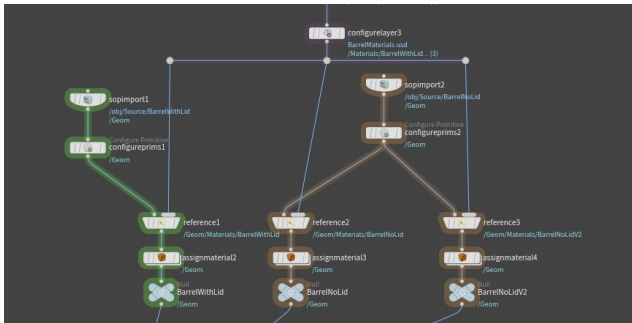 configurelayer3
BarrelMaterials.usd
/Materials/BarrelWithLid... (3)
sopimport1
/obj/Source/BarrelWithLid
/Geom
sopimport2
/obj/Source/BarrelNoLid
/Geom
Configure Primitive
configureprims1
/Geom
Configure Primitive
configureprims2
/Geom
reference1
/Geom/Materials/BarrelWithLid
reference2
/Geom/Materials/BarrelNoLid
reference3
/Geom/Materials/BarrelNoLidV2
assignmaterial2
/Geom
assignmaterial3
/Geom
assignmaterial4
/Geom
Null
BarrelWithLid
/Geom
Null
BarrelNoLid
/Geom
Null
BarrelNoLidV2
/Geom